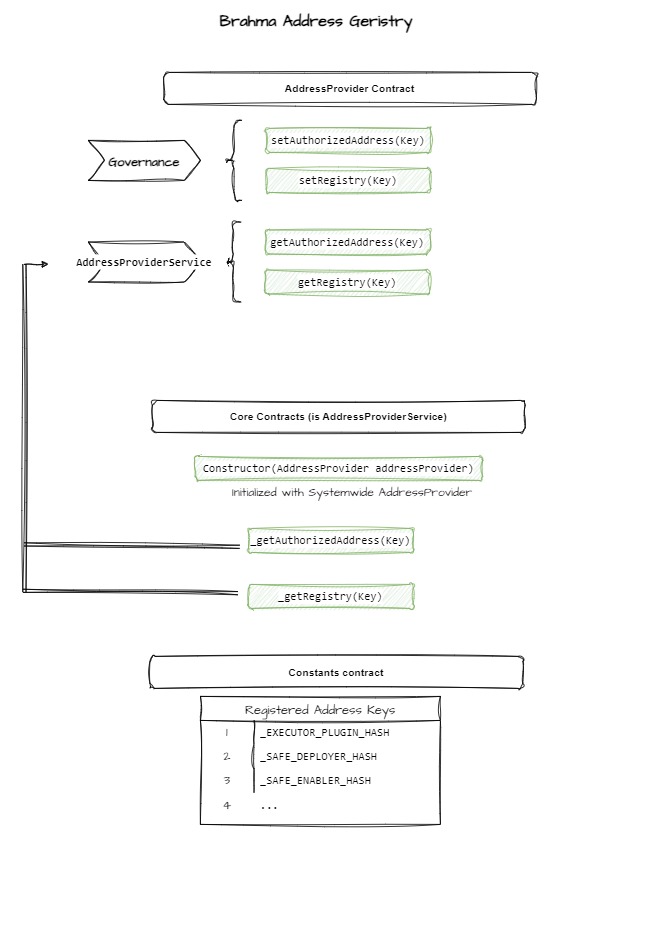 Brahma Address Geristry
AddressProvider Contract
Governance
setAuthorizedAddress(Key)
setRegistry(Key)
AddressProviderService
getAuthorizedAddress(Key)
getRegistry(Key)
Core Contracts (is AddressProviderService)
Constructor(AddressProvider addressProvider)
Initialized with Systemwide AddressProvider
_getAuthorizedAddress(Key)
_getRegistry(Key)
Constants contract
Registered Address Keys
1 _EXECUTOR_PLUGIN_HASH
2 _SAFE_DEPLOYER_HASH
3 _SAFE_ENABLER_HASH
4 ...